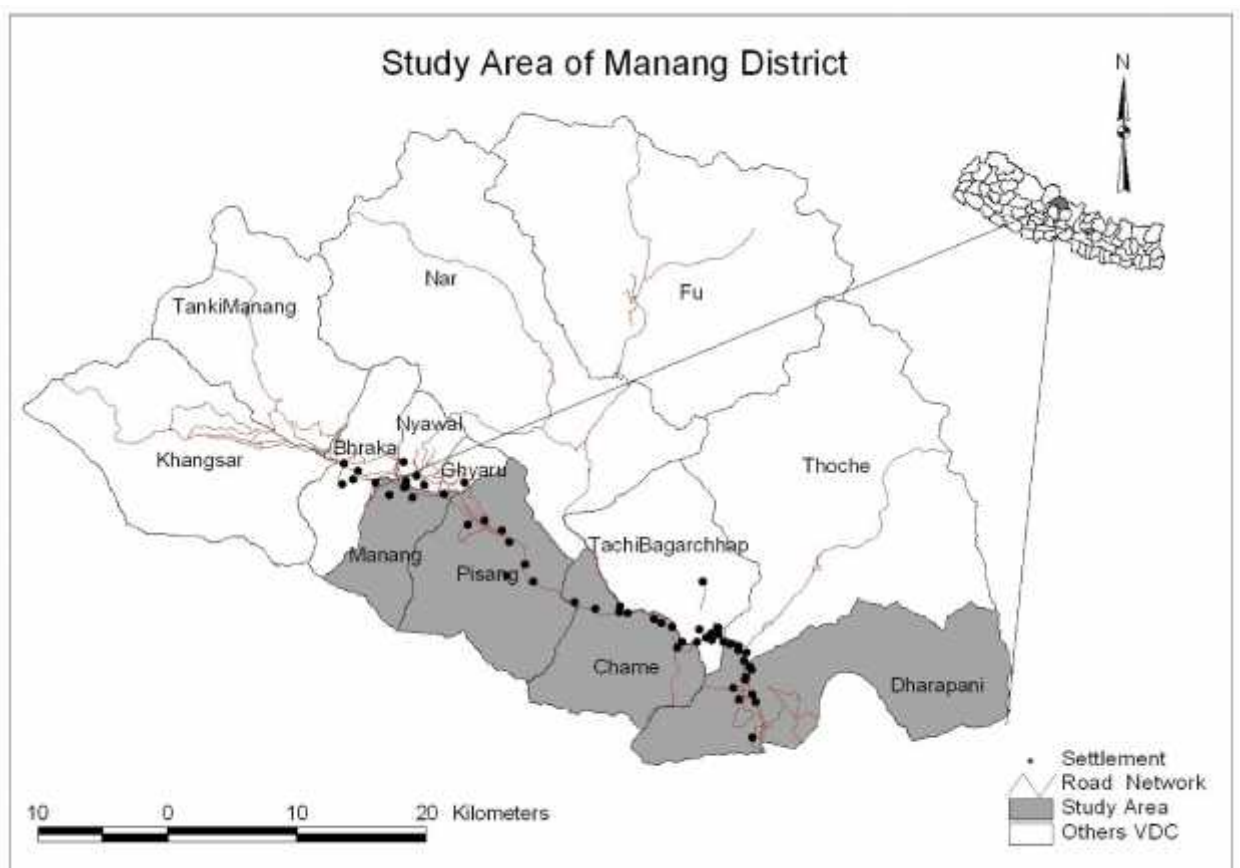 Study Area of Manang District
N
Nar
Fu
TankiManang
Nyawal
Bhraka
Khangsar
Ghyaru
Thoche
Manang
TachiBagarchhap
Pisang
Chame
Dharapani
Settlement
Road Network
Study Area
Others VDC
10 0 10 20 Kilometers